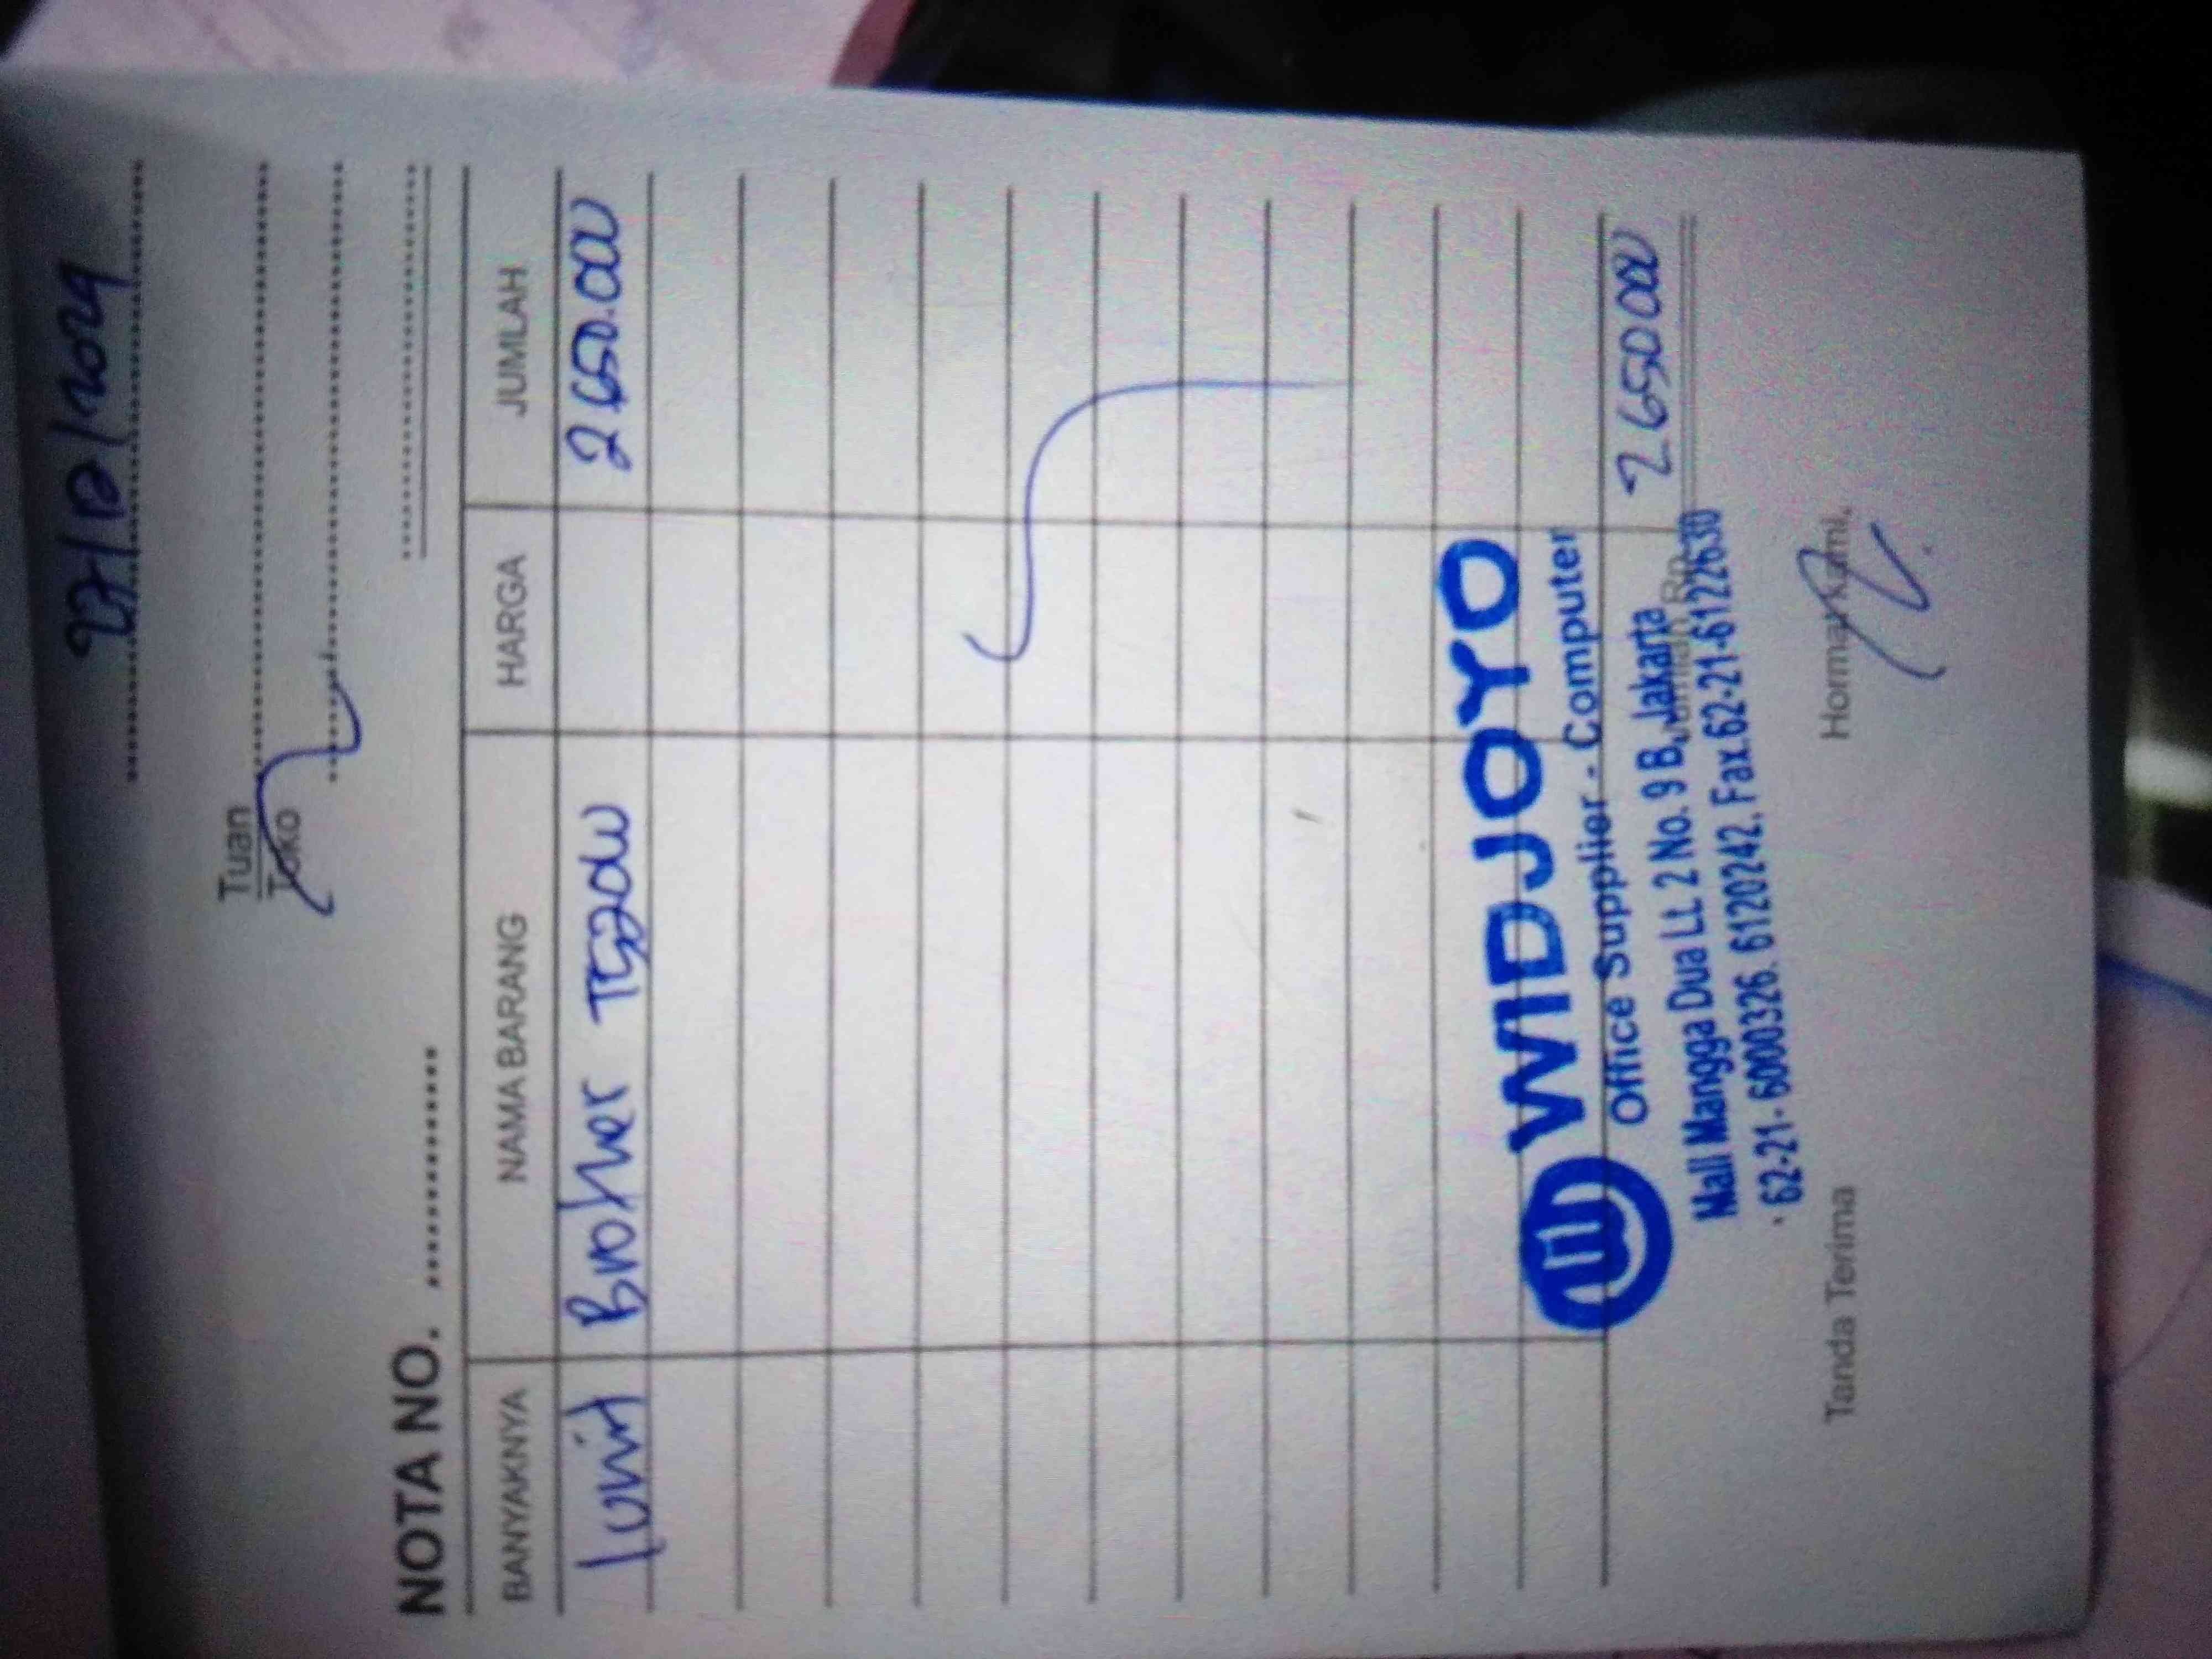 27/12/2024
Tuan
Toko
NOTA NO.
BANYAKNYA NAMA BARANG HARGA JUMLAH
1 unit Brother T520W 2.650.000
Jumlah Rp. 2.650.000
WIDJOYO
Office Supplier - Computer
Mall Mangga Dua Lt. 2 No. 9 B, Jakarta
62-21- 6000326. 6120242, Fax.62-21-6122630
Tanda Terima Hormat kami,